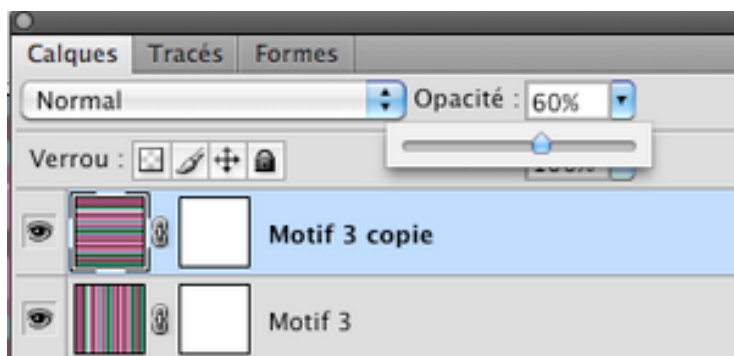 Calques Tracés Formes
Normal Opacité : 60%
Verrou :
Motif 3 copie
Motif 3